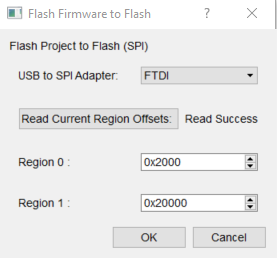 Flash Firmware to Flash ? ×
Flash Project to Flash (SPI)
USB to SPI Adapter: FTDI
Read Current Region Offsets: Read Success
Region 0 : 0x2000
Region 1 : 0x20000
OK Cancel